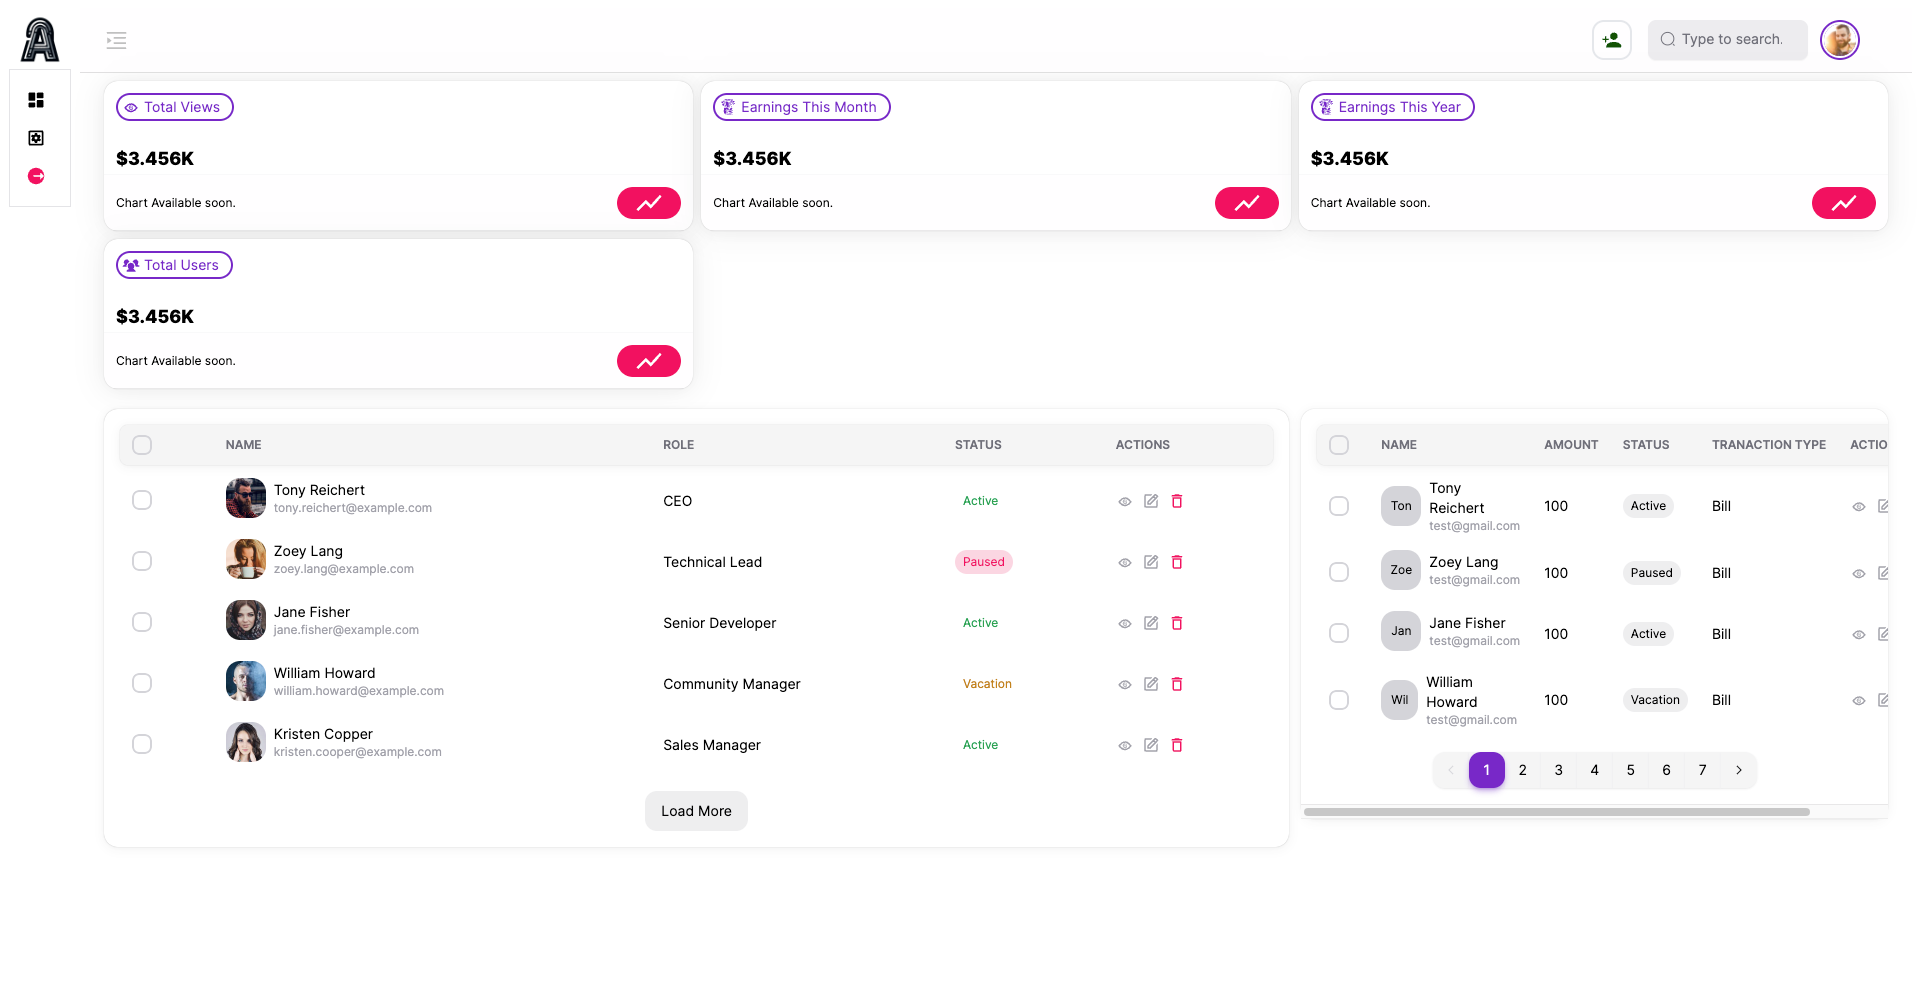 Type to search.
Total Views
$3.456K
Chart Available soon.
Earnings This Month
$3.456K
Chart Available soon.
Earnings This Year
$3.456K
Chart Available soon.
Total Users
$3.456K
Chart Available soon.
NAME ROLE STATUS ACTIONS
Tony Reichert
tony.reichert@example.com
CEO Active
Zoey Lang
zoey.lang@example.com
Technical Lead Paused
Jane Fisher
jane.fisher@example.com
Senior Developer Active
William Howard
william.howard@example.com
Community Manager Vacation
Kristen Copper
kristen.cooper@example.com
Sales Manager Active
Load More
NAME AMOUNT STATUS TRANACTION TYPE ACTIO
Ton
Tony
Reichert
test@gmail.com
100 Active Bill
Zoe
Zoey Lang
test@gmail.com
100 Paused Bill
Jan
Jane Fisher
test@gmail.com
100 Active Bill
Wil
William
Howard
test@gmail.com
100 Vacation Bill
1 2 3 4 5 6 7